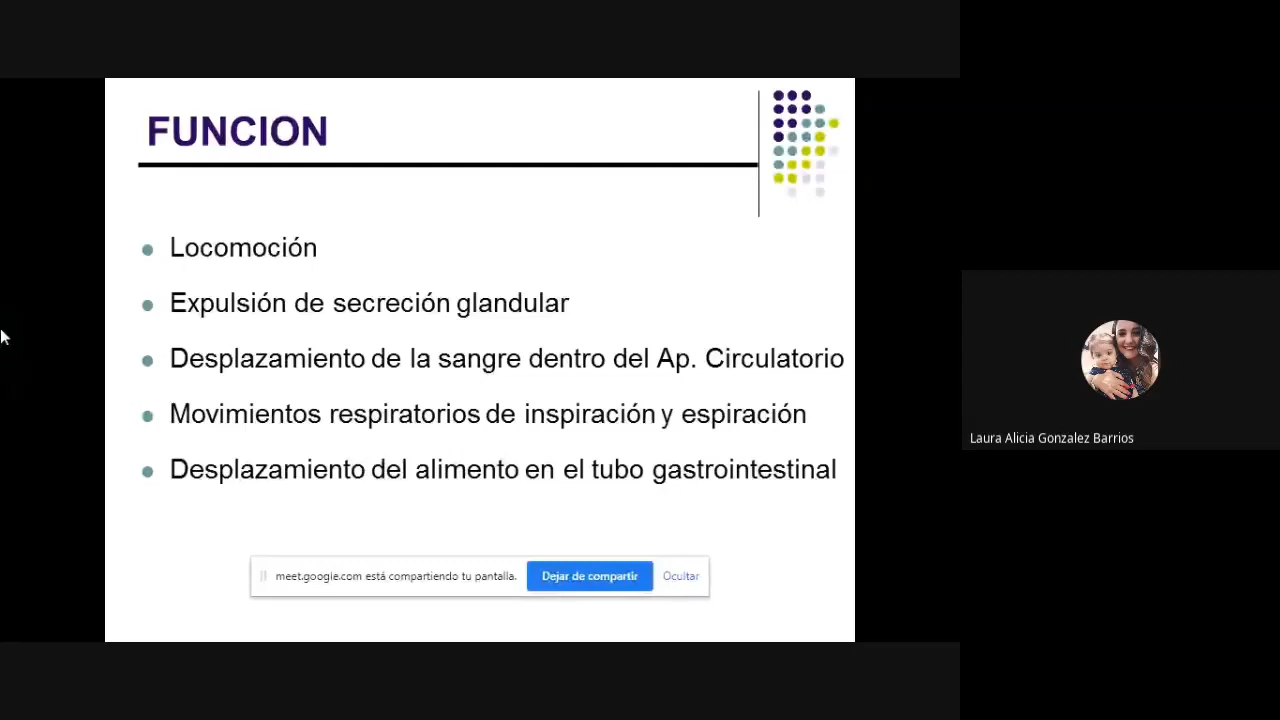 FUNCION
Locomoción
Expulsión de secreción glandular
Desplazamiento de la sangre dentro del Ap. Circulatorio
Movimientos respiratorios de inspiración y espiración
Desplazamiento del alimento en el tubo gastrointestinal
meet.google.com está compartiendo tu pantalla.
Dejar de compartir
Ocultar
Laura Alicia Gonzalez Barrios